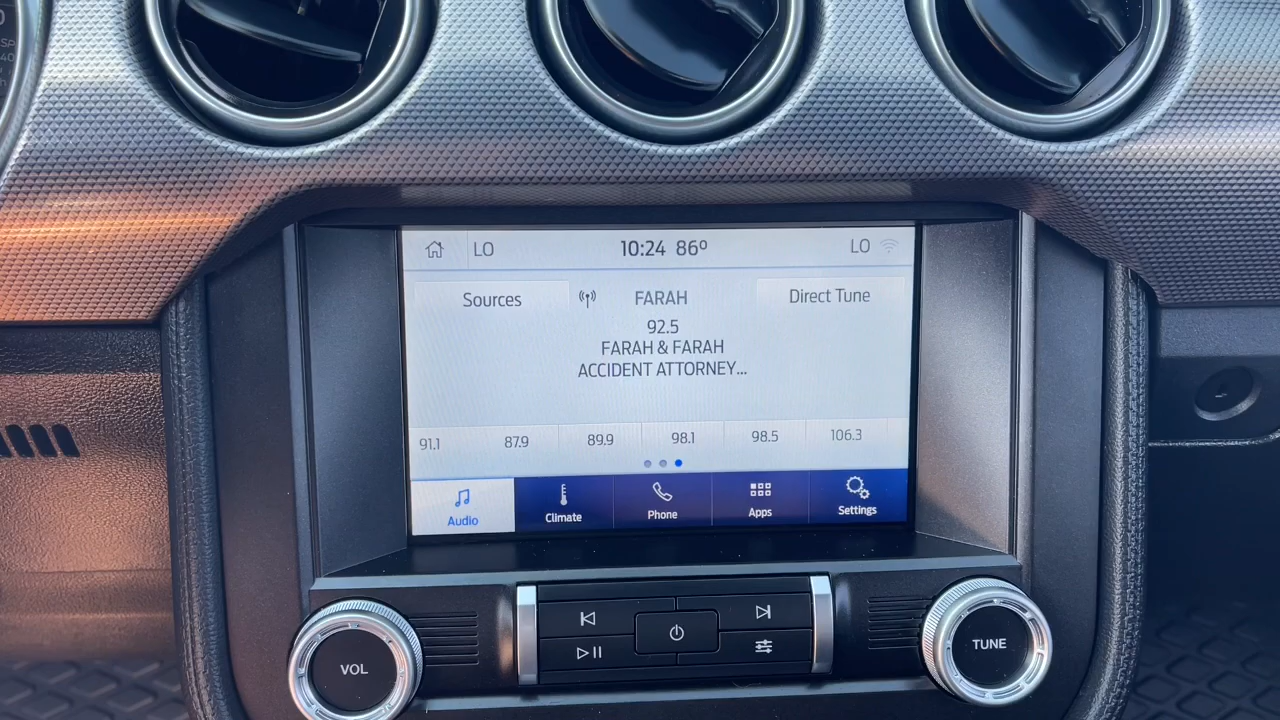 LO 10:24 86° LO
Sources FARAH Direct Tune
92.5
FARAH & FARAH
ACCIDENT ATTORNEY...
91.1 87.9 89.9 98.1 98.5 106.3
Audio Climate Phone Apps Settings
VOL TUNE